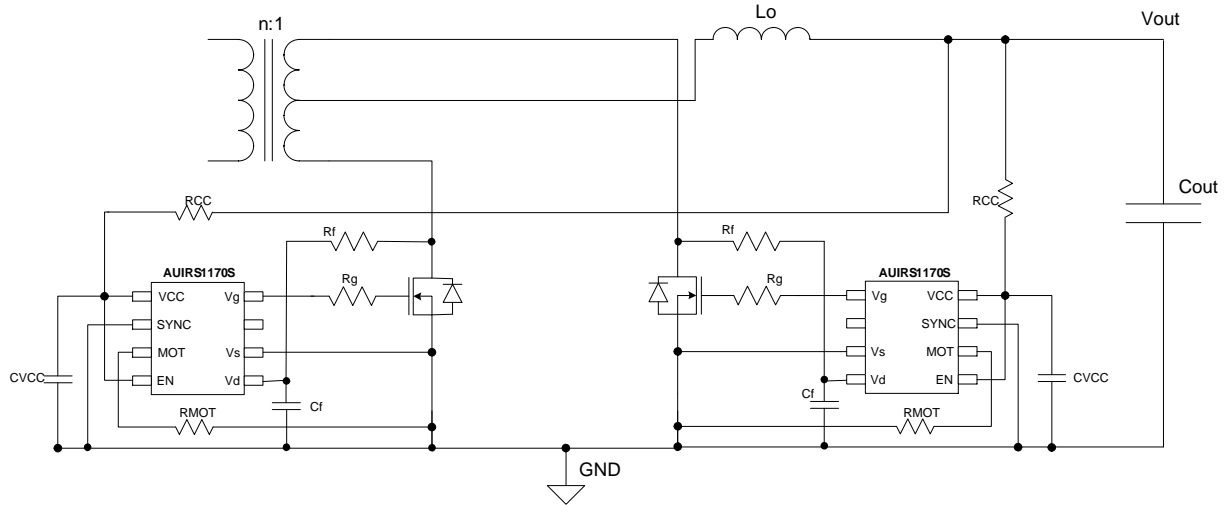 n:1
Lo
Vout
RCC
RCC
Cout
Rf
Rf
AUIRS1170S
Rg
Rg
AUIRS1170S
VCC
Vg
Vg
VCC
SYNC
SYNC
MOT
Vs
Vs
MOT
CVCC
EN
Vd
Vd
EN
CVCC
Cf
Cf
RMOT
RMOT
GND